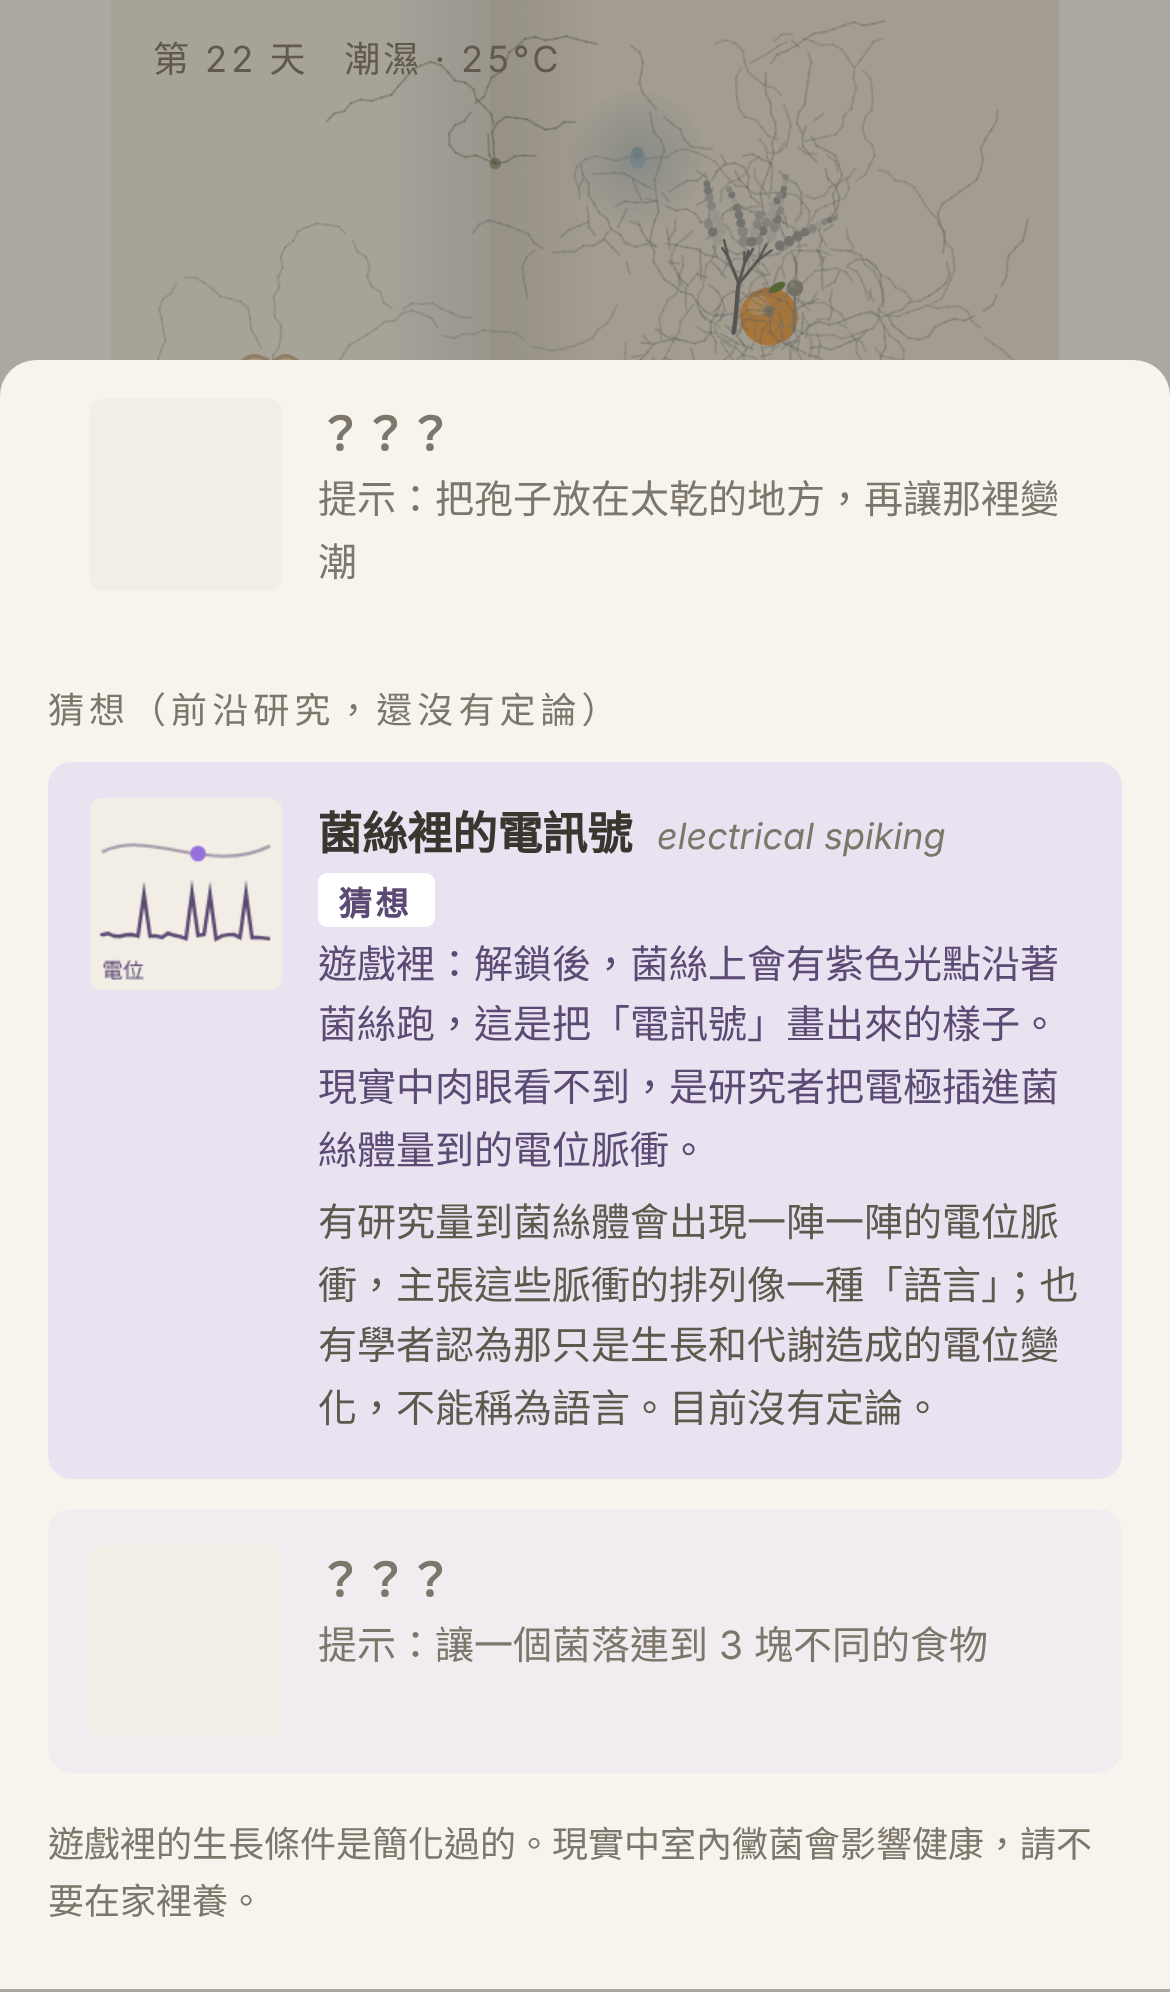 第 22 天　潮濕 · 25°C
？？？
提示：把孢子放在太乾的地方，再讓那裡變
潮
猜想（前沿研究，還沒有定論）
菌絲裡的電訊號 electrical spiking
猜想
電位
遊戲裡：解鎖後，菌絲上會有紫色光點沿著
菌絲跑，這是把「電訊號」畫出來的樣子。
現實中肉眼看不到，是研究者把電極插進菌
絲體量到的電位脈衝。
有研究量到菌絲體會出現一陣一陣的電位脈
衝，主張這些脈衝的排列像一種「語言」；也
有學者認為那只是生長和代謝造成的電位變
化，不能稱為語言。目前沒有定論。
？？？
提示：讓一個菌落連到 3 塊不同的食物
遊戲裡的生長條件是簡化過的。現實中室內黴菌會影響健康，請不
要在家裡養。